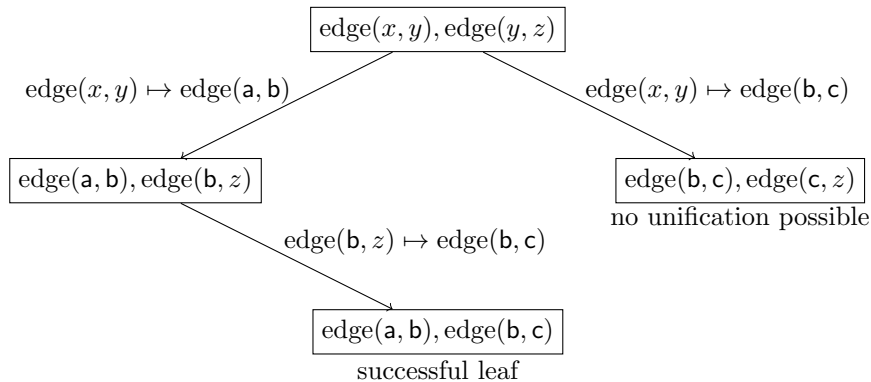 edge(x, y), edge(y, z)
edge(x, y) ↦ edge(a, b)
edge(x, y) ↦ edge(b, c)
edge(a, b), edge(b, z)
edge(b, c), edge(c, z)
no unification possible
edge(b, z) ↦ edge(b, c)
edge(a, b), edge(b, c)
successful leaf